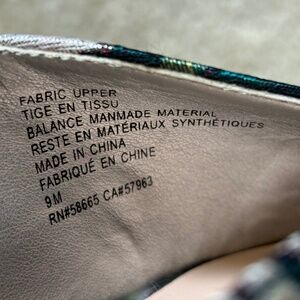 FABRIC UPPER
TIGE EN TISSU
BALANCE MANMADE MATERIAL
RESTE EN MATÉRIAUX SYNTHÉTIQUES
MADE IN CHINA
FABRIQUÉ EN CHINE
9M
RN#58665 CA#57963